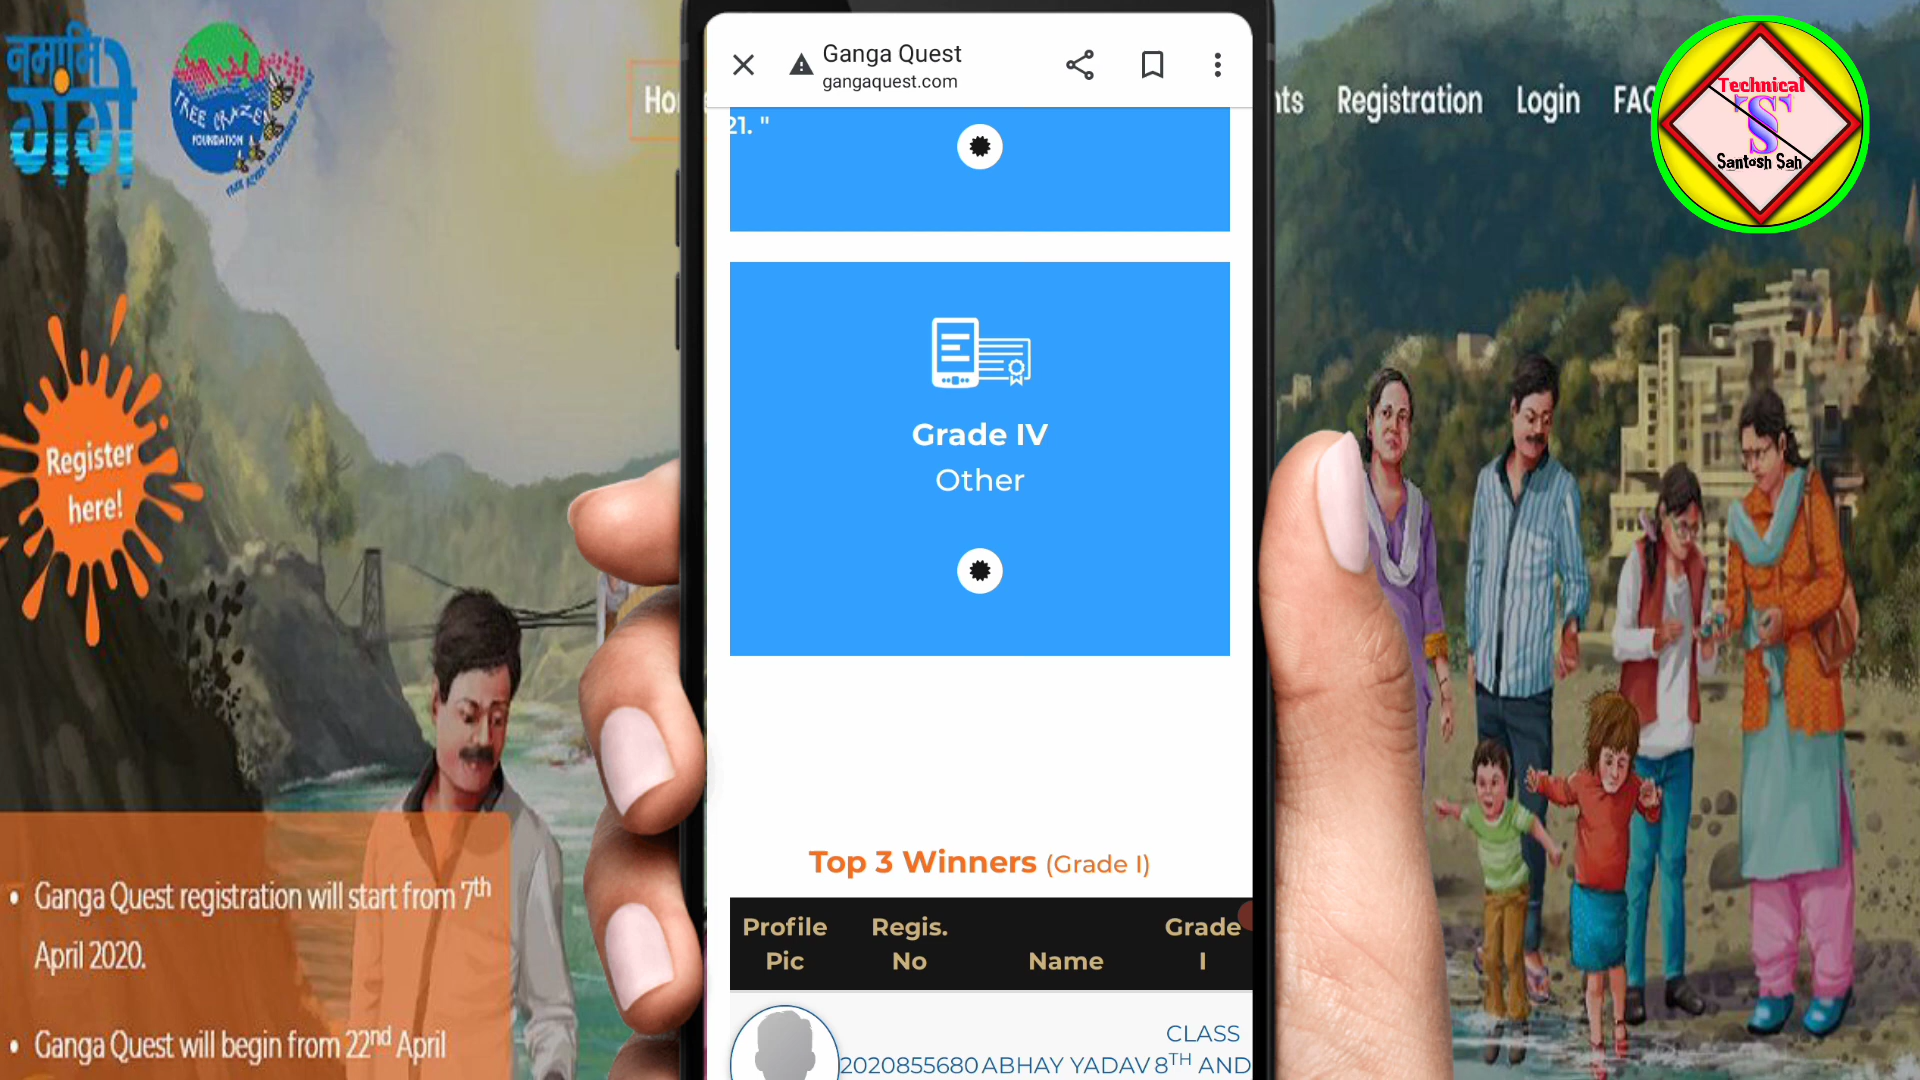 नमामि
गंगे
TREE CRAZE
FOUNDATION
Register
here!
• Ganga Quest registration will start from 7th
April 2020.
• Ganga Quest will begin from 22nd April
Ganga Quest
gangaquest.com
21. "
Grade IV
Other
Top 3 Winners (Grade I)
Profile Pic
Regis. No
Name
Grade I
2020855680 ABHAY YADAV CLASS 8TH AND
Registration Login
Technical
TS
Santosh Sah